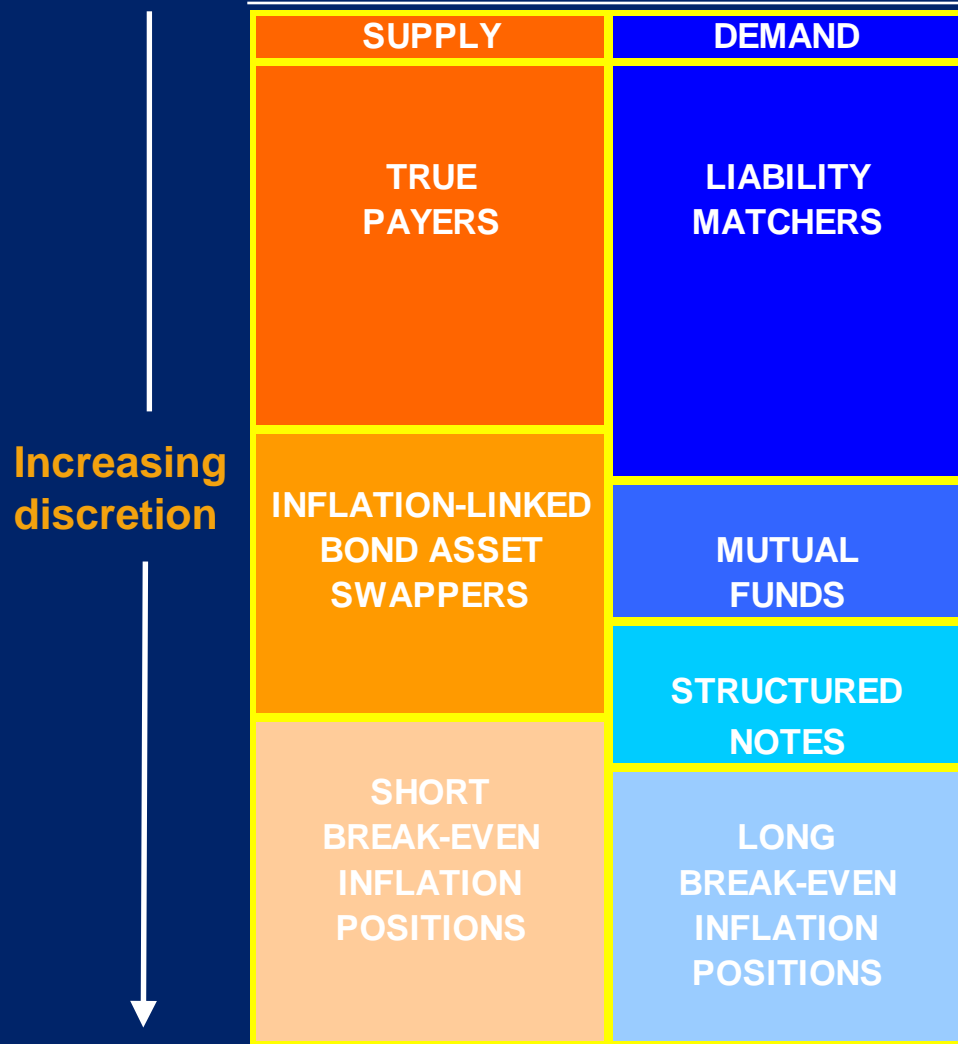 SUPPLY
DEMAND
TRUE
PAYERS
LIABILITY
MATCHERS
Increasing
discretion
INFLATION-LINKED
BOND ASSET
SWAPPERS
MUTUAL
FUNDS
STRUCTURED
NOTES
SHORT
BREAK-EVEN
INFLATION
POSITIONS
LONG
BREAK-EVEN
INFLATION
POSITIONS